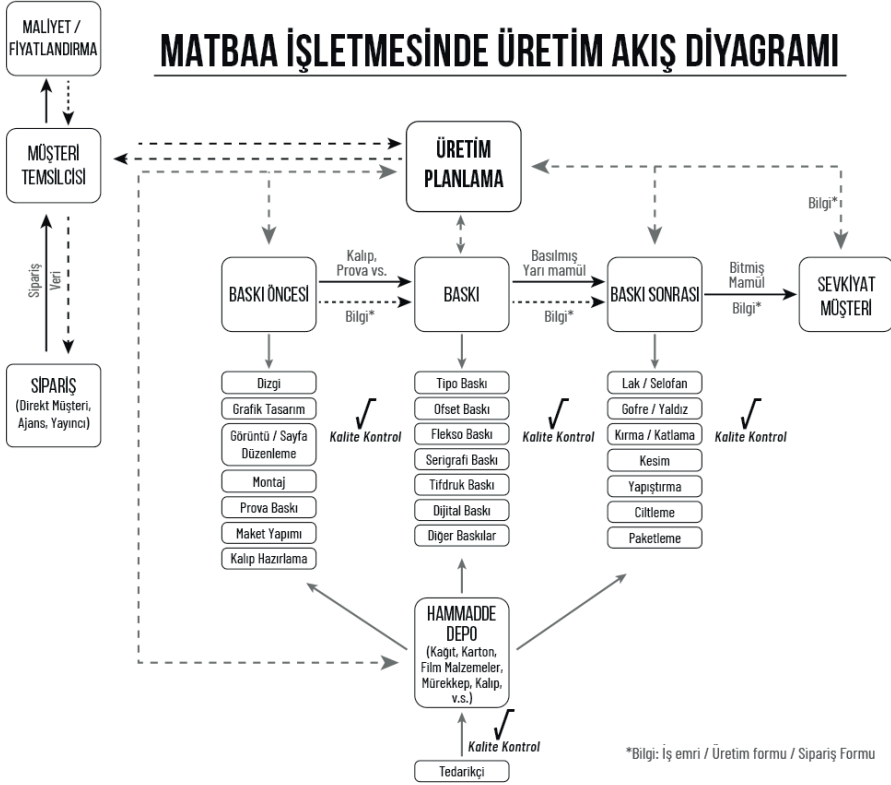 MALİYET /
FİYATLANDIRMA
MATBAA İŞLETMESİNDE ÜRETİM AKIŞ DİYAGRAMI
MÜŞTERİ
TEMSİLCİSİ
ÜRETİM
PLANLAMA
Sipariş
Veri
SİPARİŞ
(Direkt Müşteri,
Ajans, Yayıncı)
BASKI ÖNCESİ
Kalıp,
Prova vs.
Bilgi*
BASKI
Basılmış
Yarı mamül
Bilgi*
BASKI SONRASI
Bitmiş
Mamül
Bilgi*
Bilgi*
SEVKİYAT
MÜŞTERİ
Dizgi
Grafik Tasarım
Görüntü / Sayfa
Düzenleme
Montaj
Prova Baskı
Maket Yapımı
Kalıp Hazırlama
√
Kalite Kontrol
Tipo Baskı
Ofset Baskı
Flekso Baskı
Serigrafi Baskı
Tifdruk Baskı
Dijital Baskı
Diğer Baskılar
√
Kalite Kontrol
Lak / Selofan
Gofre / Yaldız
Kırma / Katlama
Kesim
Yapıştırma
Ciltleme
Paketleme
√
Kalite Kontrol
HAMMADDE
DEPO
(Kağıt, Karton,
Film Malzemeler,
Mürekkep, Kalıp,
v.s.)
√
Kalite Kontrol
Tedarikçi
*Bilgi: İş emri / Üretim formu / Sipariş Formu